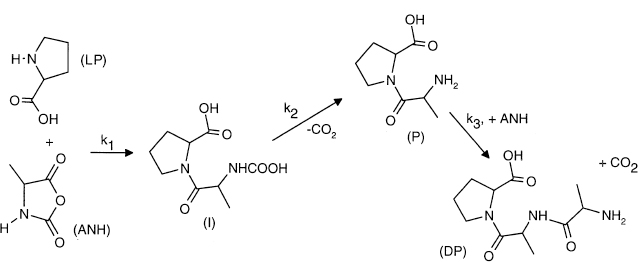 H·N (LP)
O
OH
+
O
O
H N
O
(ANH)
k1
OH
O
N NHCOOH
O
(I)
k2
-CO2
OH
O
N NH2
O
(P)
k3, + ANH
OH
O
N NH NH2
O O
(DP)
+ CO2